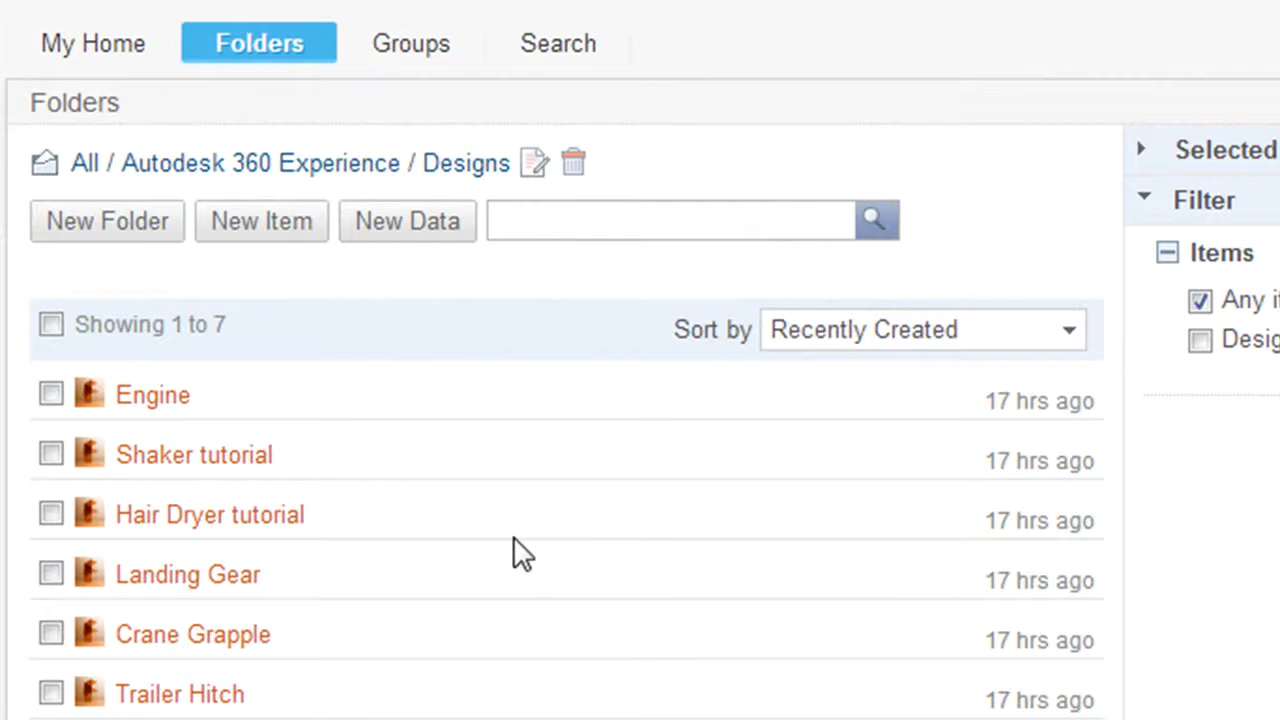 My Home Folders Groups Search
Folders
All / Autodesk 360 Experience / Designs
Selected
New Folder New Item New Data
Filter
Items
Showing 1 to 7 Sort by Recently Created
Any
Engine 17 hrs ago
Shaker tutorial 17 hrs ago
Hair Dryer tutorial 17 hrs ago
Landing Gear 17 hrs ago
Crane Grapple 17 hrs ago
Trailer Hitch 17 hrs ago